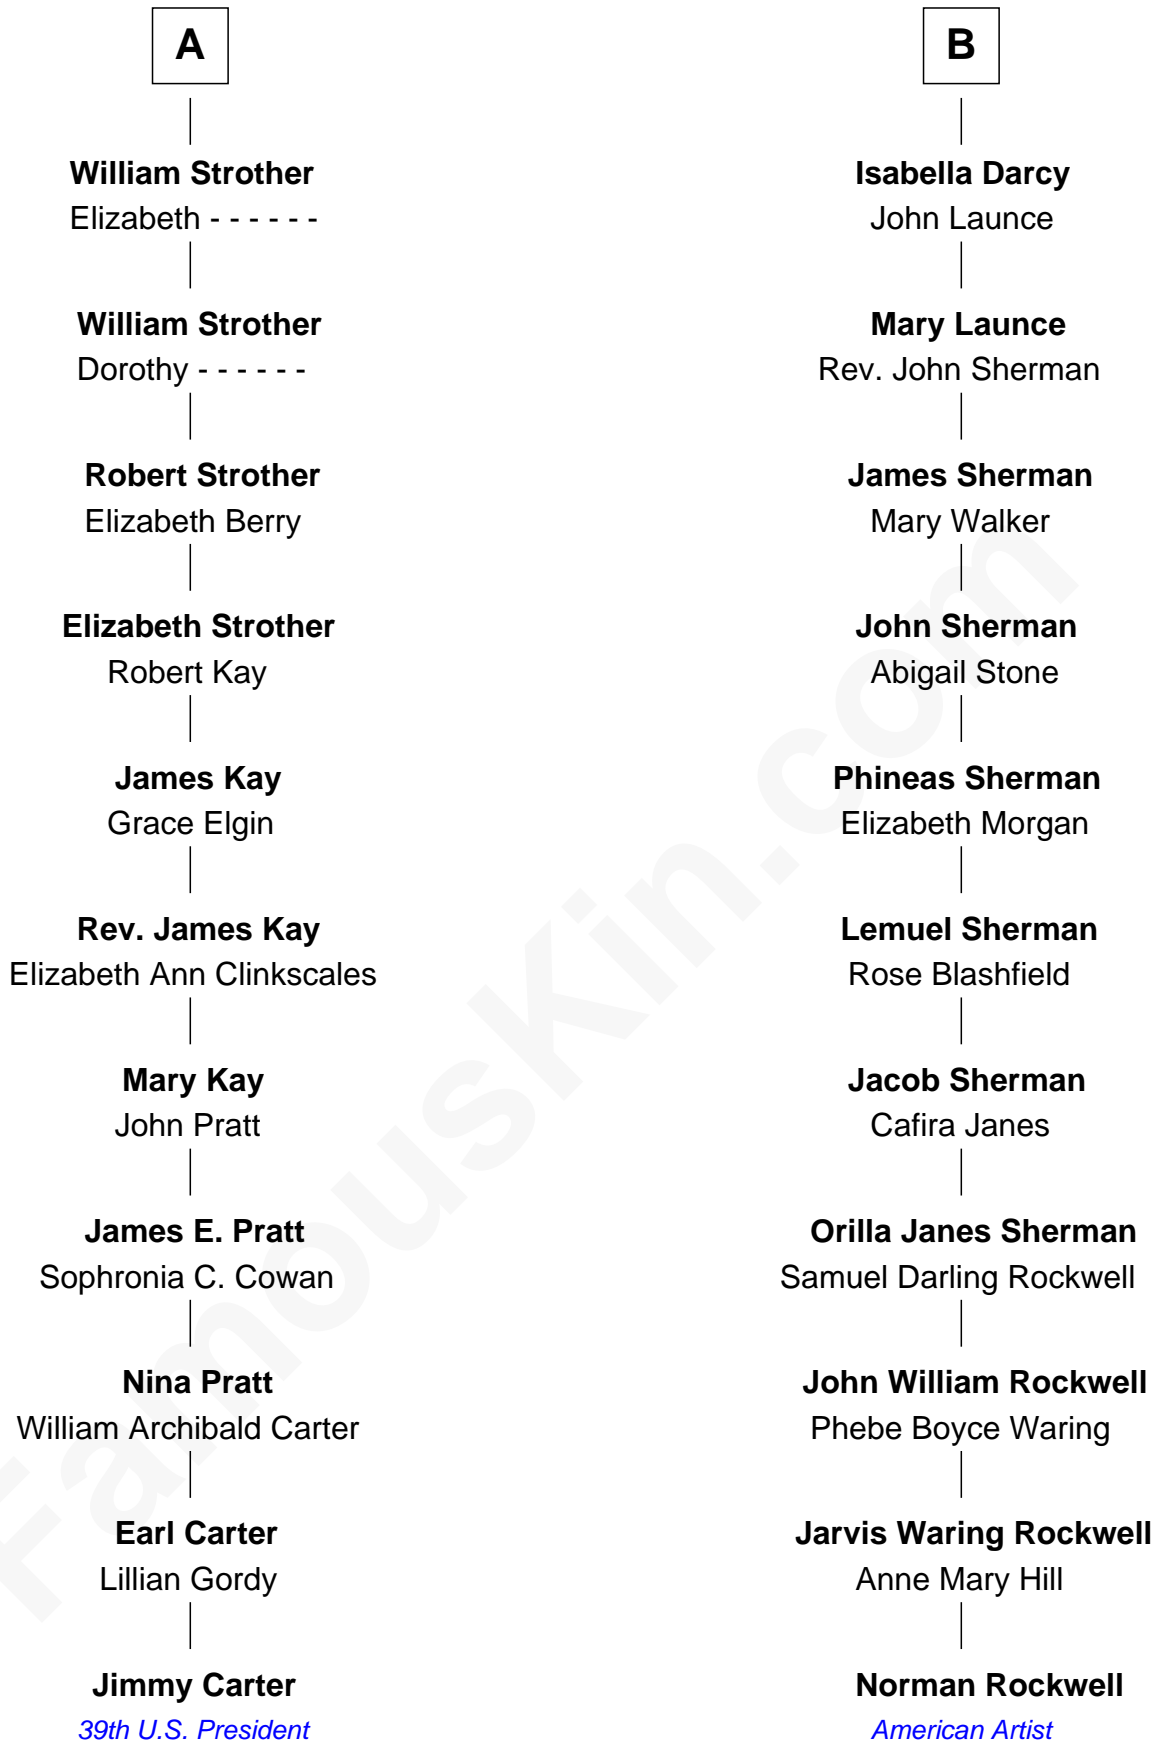 A
William Strother
Elizabeth - - - - - -
William Strother
Dorothy - - - - - -
Robert Strother
Elizabeth Berry
Elizabeth Strother
Robert Kay
James Kay
Grace Elgin
Rev. James Kay
Elizabeth Ann Clinkscales
Mary Kay
John Pratt
James E. Pratt
Sophronia C. Cowan
Nina Pratt
William Archibald Carter
Earl Carter
Lillian Gordy
Jimmy Carter
39th U.S. President
B
Isabella Darcy
John Launce
Mary Launce
Rev. John Sherman
James Sherman
Mary Walker
John Sherman
Abigail Stone
Phineas Sherman
Elizabeth Morgan
Lemuel Sherman
Rose Blashfield
Jacob Sherman
Cafira Janes
Orilla Janes Sherman
Samuel Darling Rockwell
John William Rockwell
Phebe Boyce Waring
Jarvis Waring Rockwell
Anne Mary Hill
Norman Rockwell
American Artist
FamousKin.com